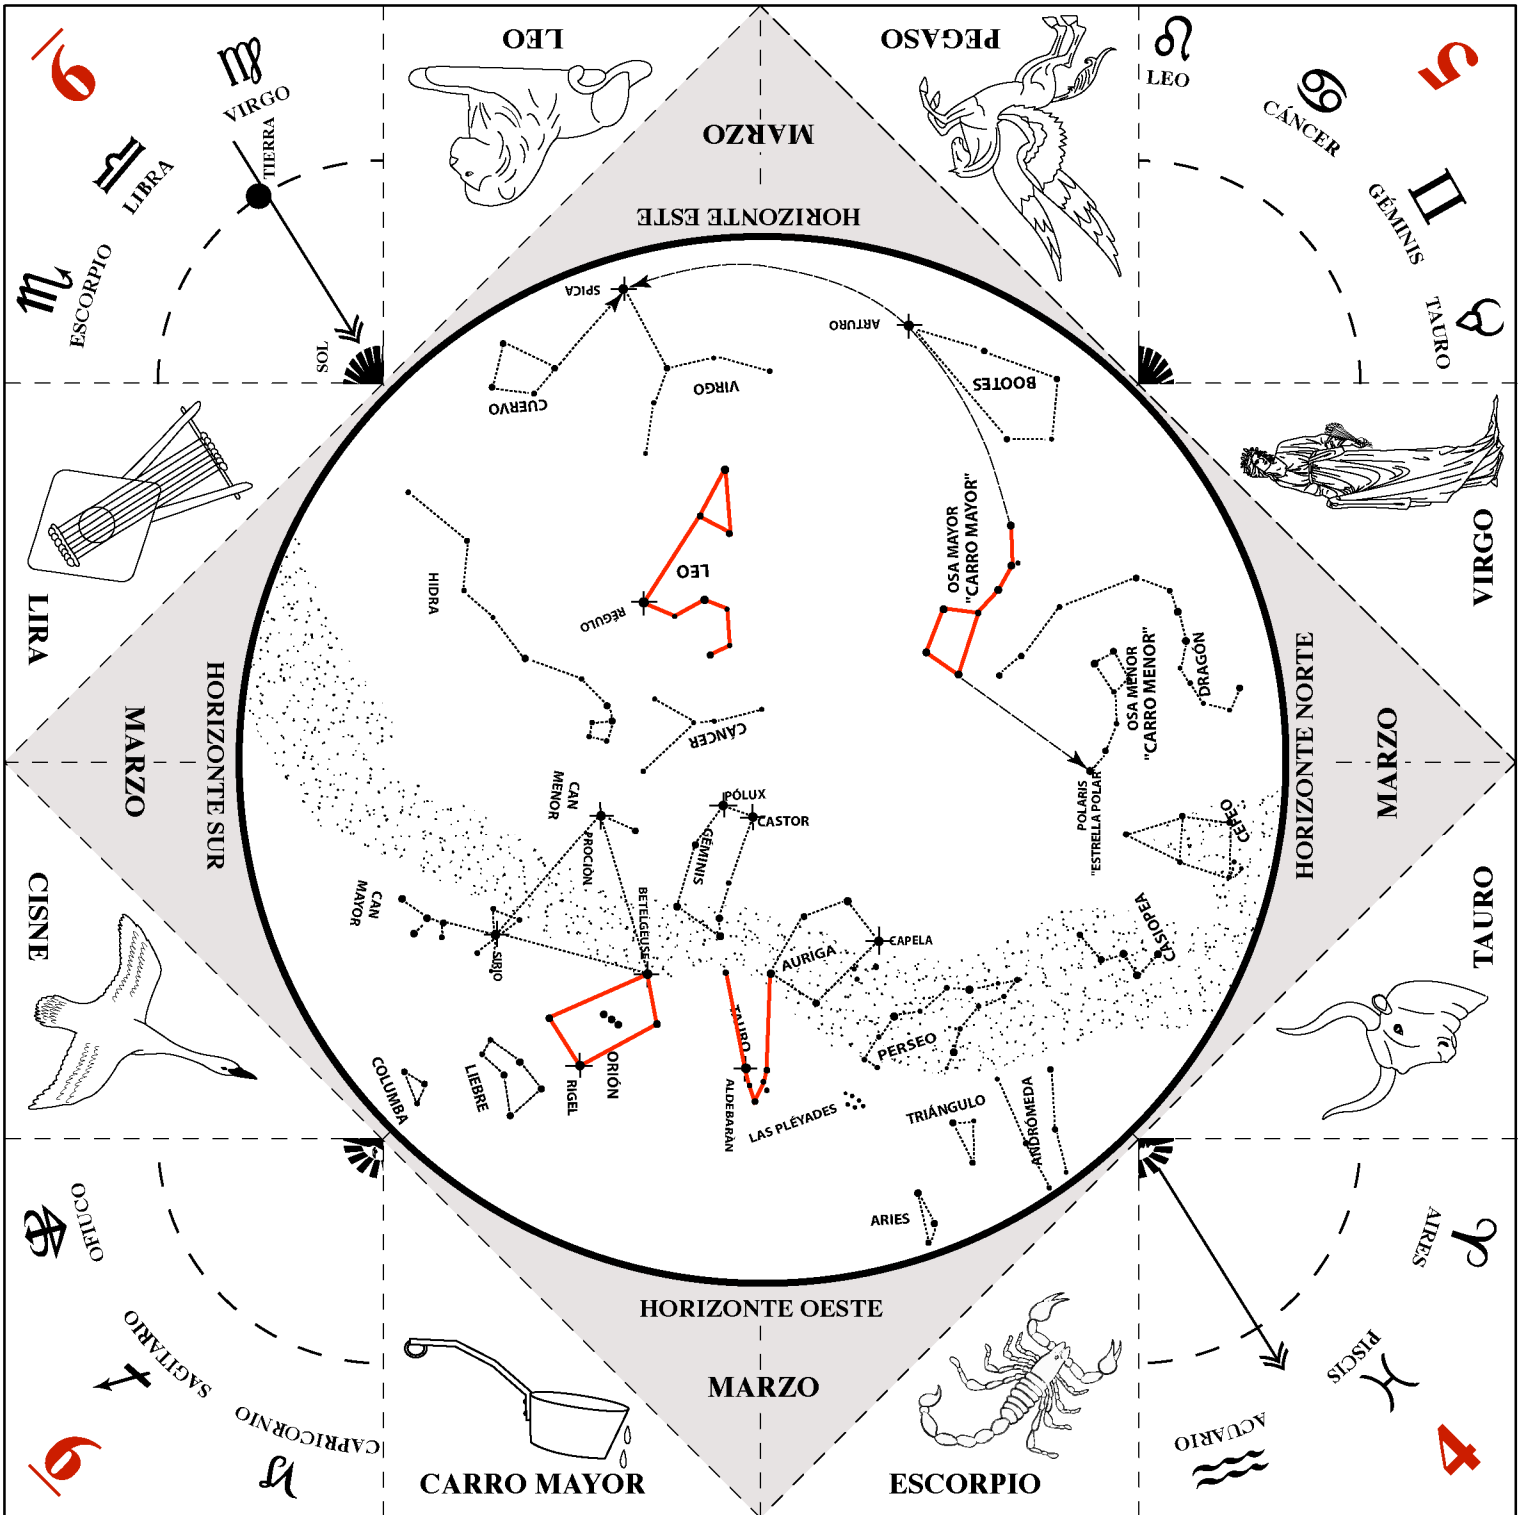 6
VIRGO
LIBRA
ESCORPIO
TIERRA
SOL
LEO
PEGASO
MARZO
HORIZONTE ESTE
5
LEO
CÁNCER
GÉMINIS
TAURO
LIRA
CISNE
MARZO
HORIZONTE SUR
VIRGO
TAURO
MARZO
HORIZONTE NORTE
SPICA
ARTURO
CUERVO
VIRGO
BOOTES
HIDRA
LEO
RÉGULO
OSA MAYOR
"CARRO MAYOR"
OSA MENOR
"CARRO MENOR"
DRAGÓN
CÁNCER
POLARIS
"ESTRELLA POLAR"
CEFEO
CAN
MENOR
PROCIÒN
PÓLUX
CASTOR
GÉMINIS
CAN
MAYOR
SIRIO
BETELGEUSE
AURIGA
CAPELA
CASIOPEA
PERSEO
TAURO
ALDEBARÀN
ORIÓN
RIGEL
LIEBRE
COLUMBA
LAS PLÉYADES
TRIÁNGULO
ANDRÓMEDA
ARIES
HORIZONTE OESTE
MARZO
CARRO MAYOR
ESCORPIO
OFIUCO
SAGITARIO
CAPRICORNIO
9
AIRES
PISCIS
ACUARIO
4